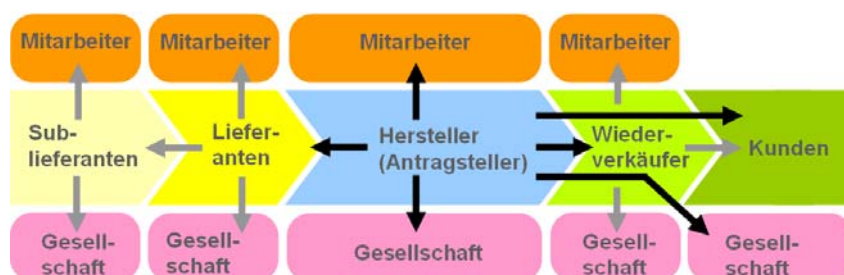 Mitarbeiter
Mitarbeiter
Mitarbeiter
Mitarbeiter
Sub-
lieferanten
Liefer-
anten
Hersteller
(Antragsteller)
Wieder-
verkäufer
Kunden
Gesell-
schaft
Gesell-
schaft
Gesellschaft
Gesell-
schaft
Gesell-
schaft